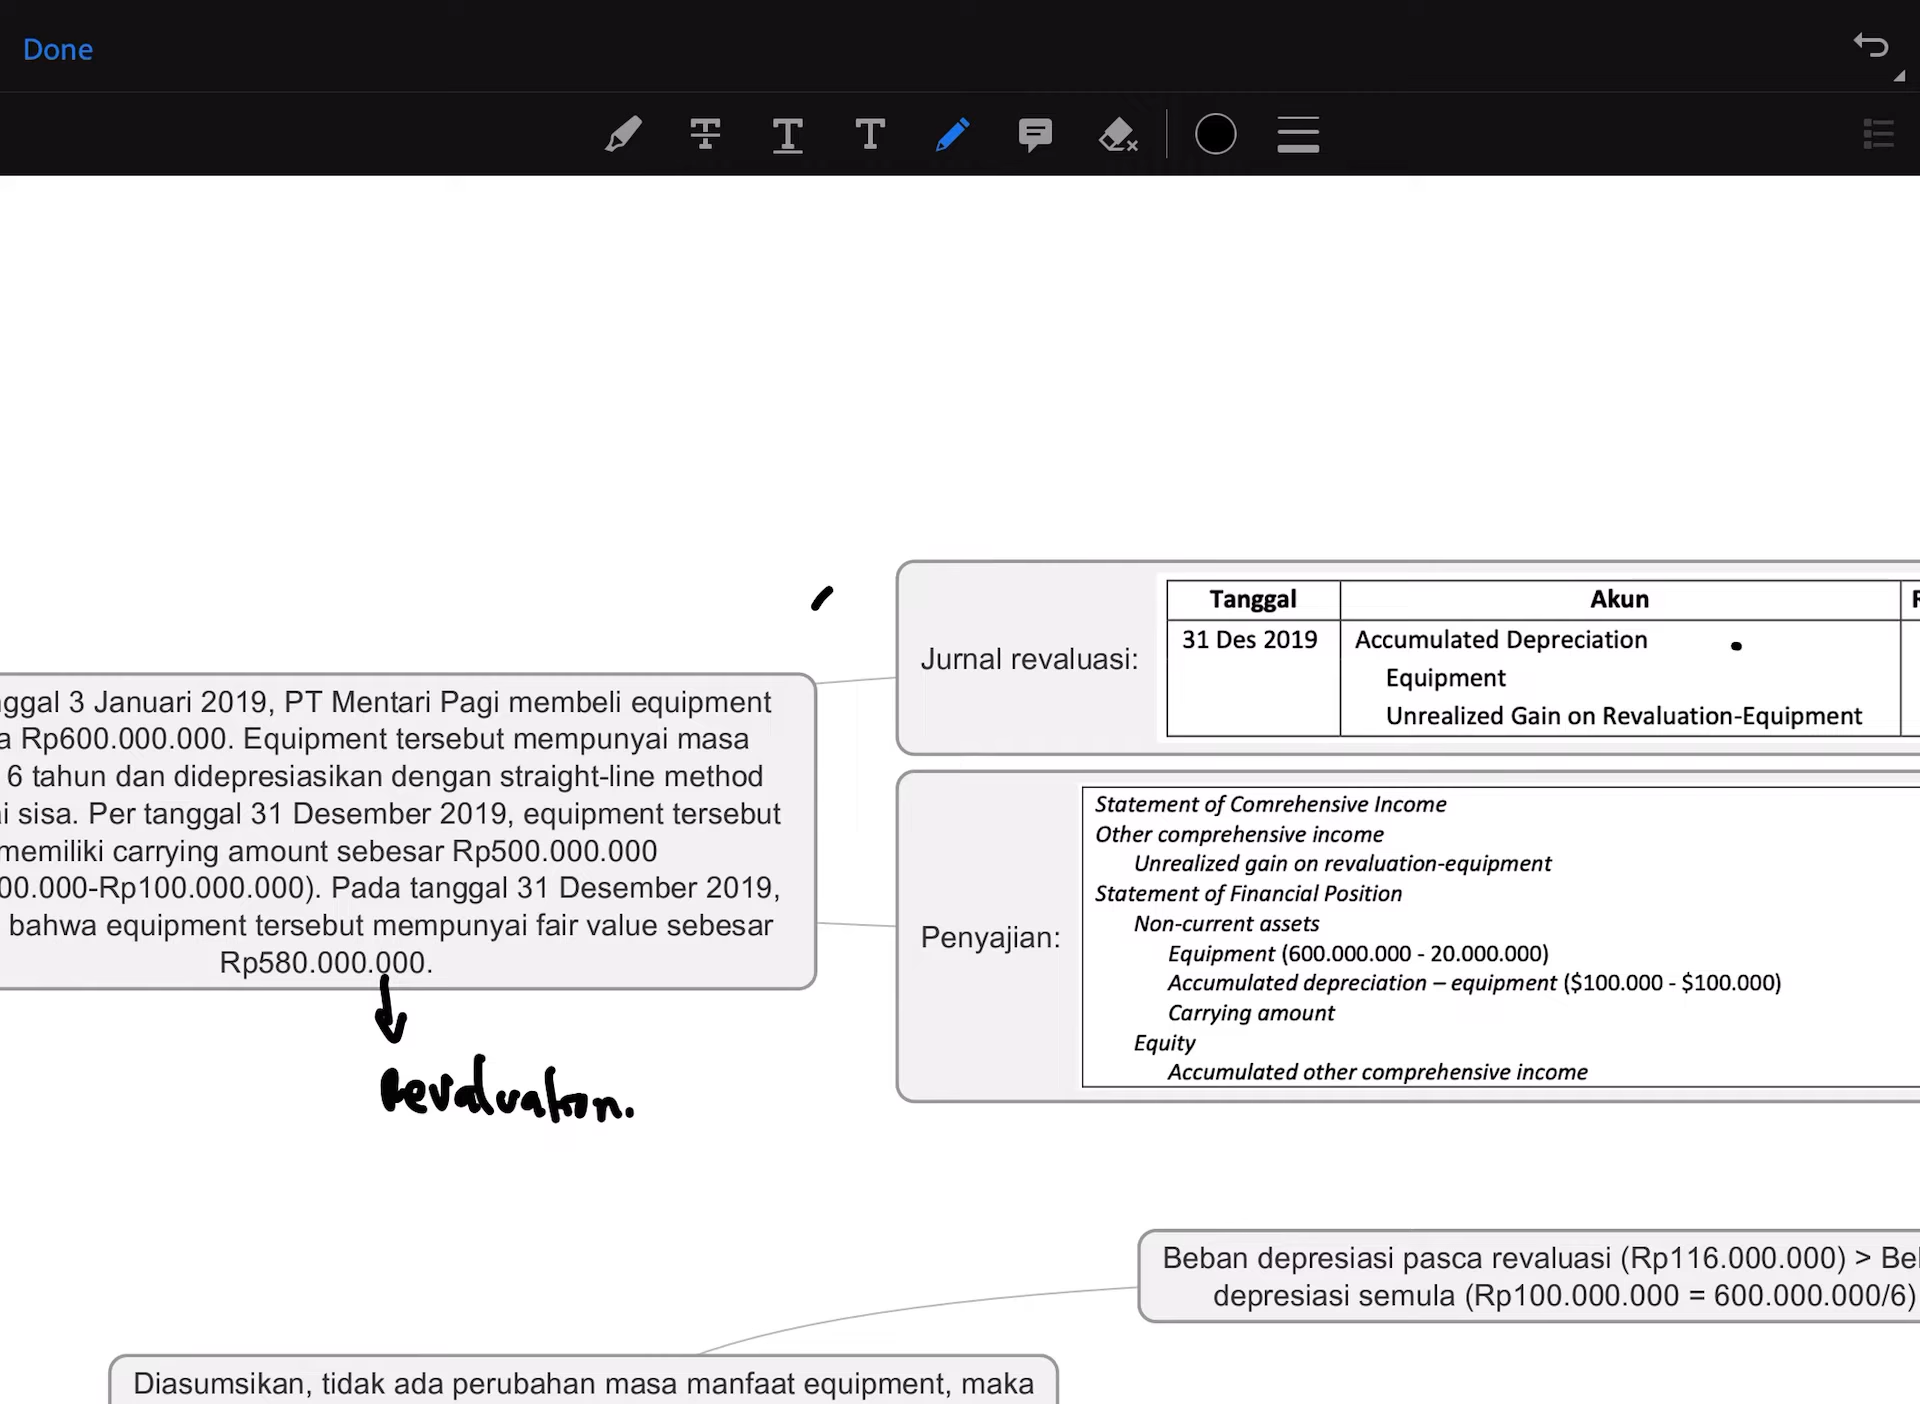 Done
Tanggal
Akun
Jurnal revaluasi:
31 Des 2019
Accumulated Depreciation
Equipment
Unrealized Gain on Revaluation-Equipment
nggal 3 Januari 2019, PT Mentari Pagi membeli equipment
a Rp600.000.000. Equipment tersebut mempunyai masa
6 tahun dan didepresiasikan dengan straight-line method
ai sisa. Per tanggal 31 Desember 2019, equipment tersebut
memiliki carrying amount sebesar Rp500.000.000
00.000-Rp100.000.000). Pada tanggal 31 Desember 2019,
bahwa equipment tersebut mempunyai fair value sebesar
Rp580.000.000.
Revaluation.
Penyajian:
Statement of Comrehensive Income
Other comprehensive income
Unrealized gain on revaluation-equipment
Statement of Financial Position
Non-current assets
Equipment (600.000.000 - 20.000.000)
Accumulated depreciation – equipment ($100.000 - $100.000)
Carrying amount
Equity
Accumulated other comprehensive income
Beban depresiasi pasca revaluasi (Rp116.000.000) > Be
depresiasi semula (Rp100.000.000 = 600.000.000/6)
Diasumsikan, tidak ada perubahan masa manfaat equipment, maka